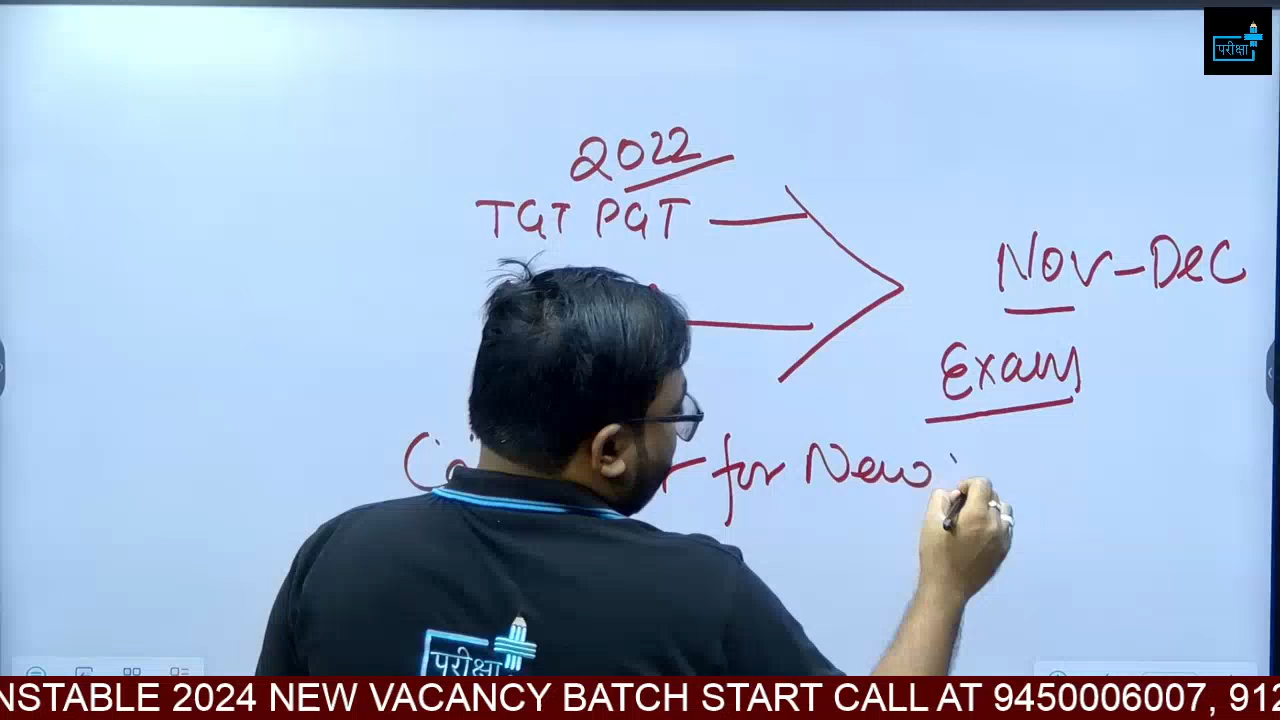 परीक्षा
2022
TGT PGT
Nov-Dec
Exam
for New
परीक्षा
NSTABLE 2024 NEW VACANCY BATCH START CALL AT 9450006007, 912